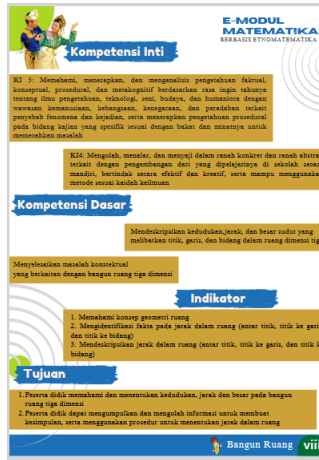 E-MODUL
MATEMATIKA
BERBASIS ETNOMATEMATIKA
Kompetensi Inti
KI 3: Memahami, menerapkan, dan menganalisis pengetahuan faktual,
konseptual, prosedural, dan metakognitif berdasarkan rasa ingin tahunya
tentang ilmu pengetahuan, teknologi, seni, budaya, dan humaniora dengan
wawasan kemanusiaan, kebangsaan, kenegaraan, dan peradaban terkait
penyebab fenomena dan kejadian, serta menerapkan pengetahuan prosedural
pada bidang kajian yang spesifik sesuai dengan bakat dan minatnya untuk
memecahkan masalah
KI4: Mengolah, menalar, dan menyaji dalam ranah konkret dan ranah abstra
terkait dengan pengembangan dari yang dipelajarinya di sekolah secar
mandiri, bertindak secara efektif dan kreatif, serta mampu menggunaka
metode sesuai kaidah keilmuan
Kompetensi Dasar
Mendeskripsikan kedudukan,jarak, dan besar sudut yang
melibatkan titik, garis, dan bidang dalam ruang dimensi tig
Menyelesaikan masalah konstektual
yang berkaitan dengan bangun ruang tiga dimensi
Indikator
1. Memahami konsep geometri ruang
2. Mengidentifikasi fakta pada jarak dalam ruang (antar titik, titik ke garis
dan titik ke bidang)
3. Mendeskripsikan jarak dalam ruang (antar titik, titik ke garis, dan titik k
bidang)
Tujuan
1.Peserta didik memahami dan menentukan kedudukan, jarak dan besar pada bangun
ruang tiga dimensi
2.Peserta didik dapat mengumpulkan dan mengolah informasi untuk membuat
kesimpulan, serta menggunakan prosedur untuk menentukan jarak dalam ruang
Bangun Ruang
viii